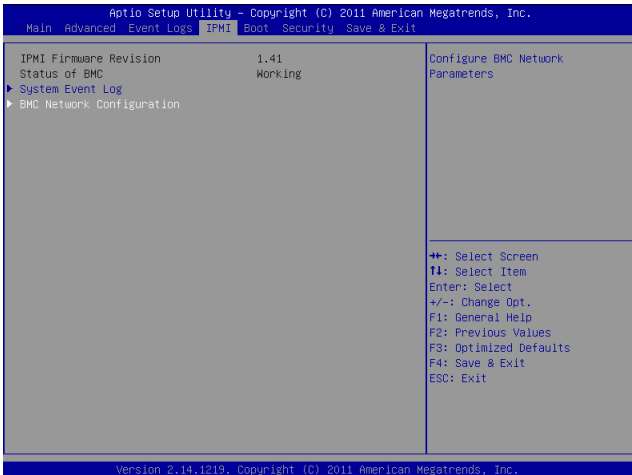 Aptio Setup Utility – Copyright (C) 2011 American Megatrends, Inc.
Main Advanced Event Logs IPMI Boot Security Save & Exit
IPMI Firmware Revision 1.41
Status of BMC Working
System Event Log
BMC Network Configuration
Configure BMC Network
Parameters
→←: Select Screen
↑↓: Select Item
Enter: Select
+/-: Change Opt.
F1: General Help
F2: Previous Values
F3: Optimized Defaults
F4: Save & Exit
ESC: Exit
Version 2.14.1219. Copyright (C) 2011 American Megatrends, Inc.